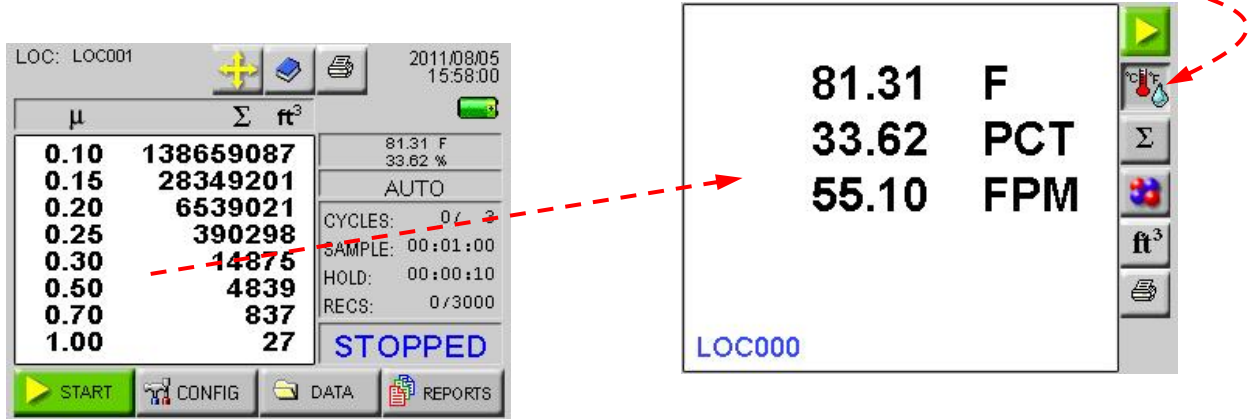 LOC: LOC001
2011/08/05
15:58:00
µ Σ ft³
0.10 138659087
0.15 28349201
0.20 6539021
0.25 390298
0.30 14875
0.50 4839
0.70 837
1.00 27
81.31 F
33.62 %
AUTO
CYCLES: 0/ 3
SAMPLE: 00:01:00
HOLD: 00:00:10
RECS: 0/3000
STOPPED
START CONFIG DATA REPORTS
81.31 F
33.62 PCT
55.10 FPM
LOC000
°C °F
Σ
ft³